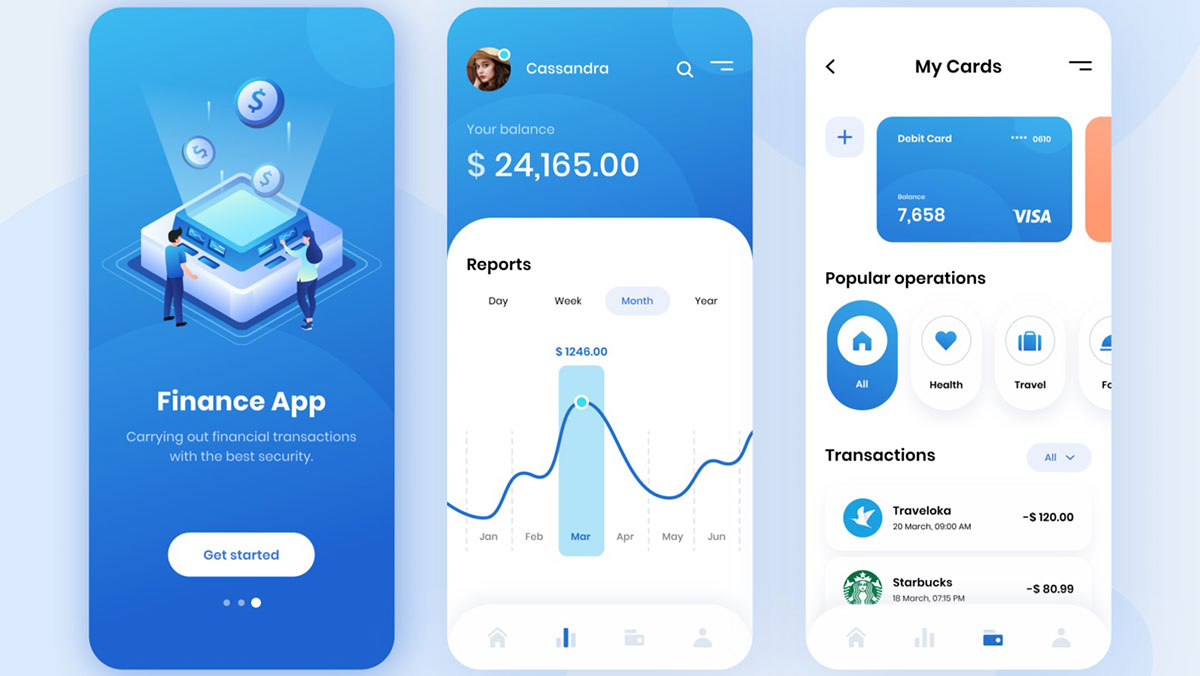 Finance App
Carrying out financial transactions
with the best security.
Get started
Cassandra
Your balance
$ 24,165.00
Reports
Day Week Month Year
$ 1246.00
Jan Feb Mar Apr May Jun
My Cards
+
Debit Card **** 0610
Balance
7,658
VISA
Popular operations
All Health Travel Fo
Transactions
All
Traveloka
20 March, 09:00 AM
-$ 120.00
Starbucks
18 March, 07:15 PM
-$ 80.99